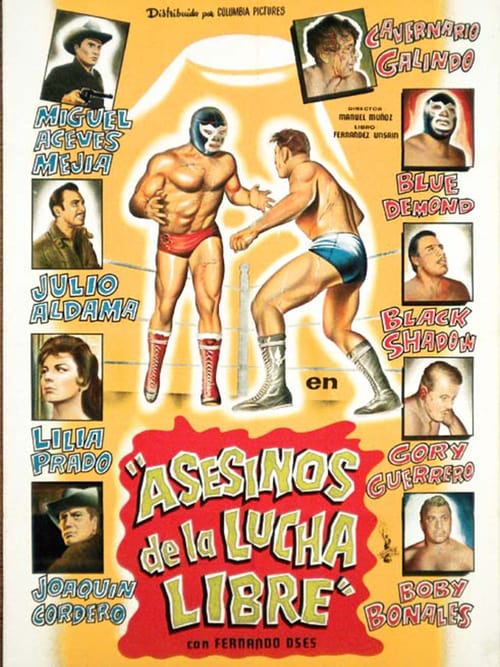 Distribuido por COLUMBIA PICTURES
MIGUEL
ACEVES
MEJIA
CAVERNARIO
GALINDO
DIRECTOR
MANUEL MUÑOZ
LIBRO
FERNANDEZ UNSAIN
BLUE
DEMOND
JULIO
ALDAMA
BLACK
SHADOW
en
LILIA
PRADO
GORY
GUERRERO
JOAQUIN
CORDERO
BOBY
BONALES
"ASESINOS
de la LUCHA
LIBRE"
con FERNANDO OSES